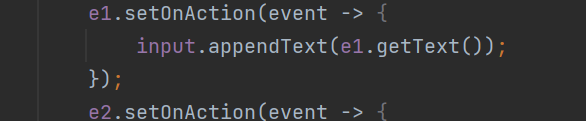 e1.setOnAction(event -> {
input.appendText(e1.getText());
});
e2.setOnAction(event -> {